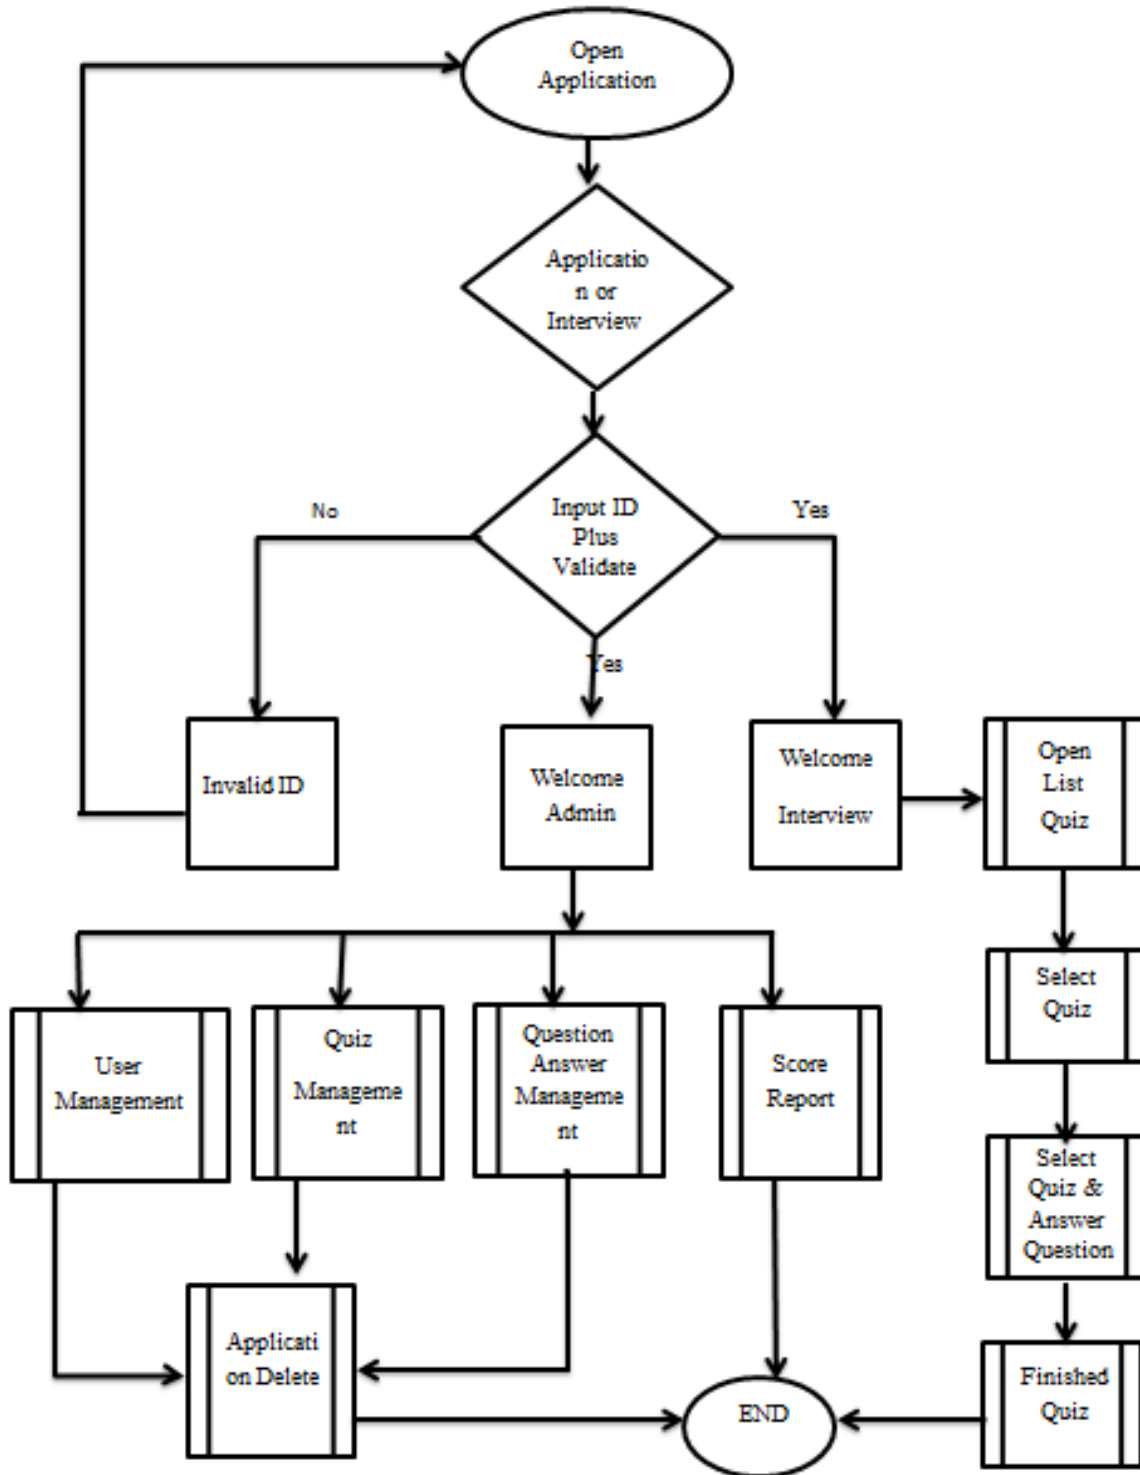 Open
Application
Applicatio
n or
Interview
Input ID
Plus
Validate
No
Yes
Yes
Invalid ID
Welcome
Admin
Welcome
Interview
Open
List
Quiz
Select
Quiz
User
Management
Quiz
Manageme
nt
Question
Answer
Manageme
nt
Score
Report
Select
Quiz &
Answer
Question
Applicati
on Delete
END
Finished
Quiz